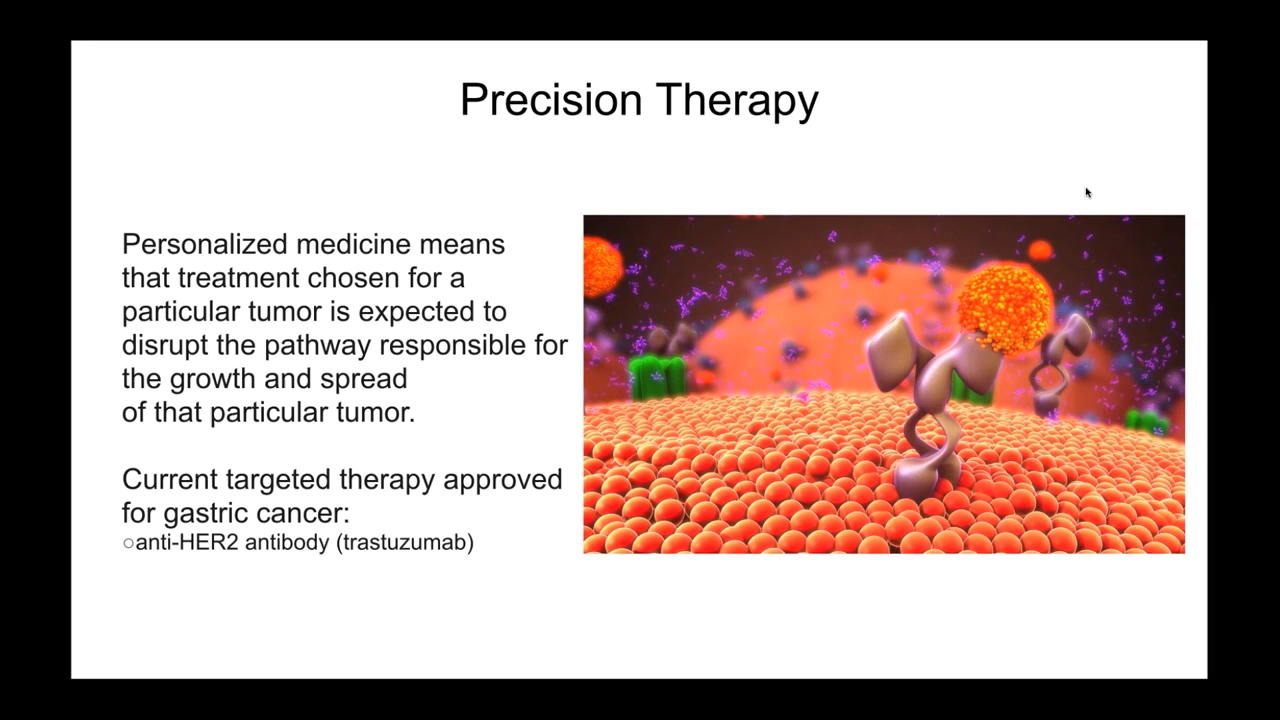 Precision Therapy
Personalized medicine means
that treatment chosen for a
particular tumor is expected to
disrupt the pathway responsible for
the growth and spread
of that particular tumor.
Current targeted therapy approved
for gastric cancer:
○anti-HER2 antibody (trastuzumab)